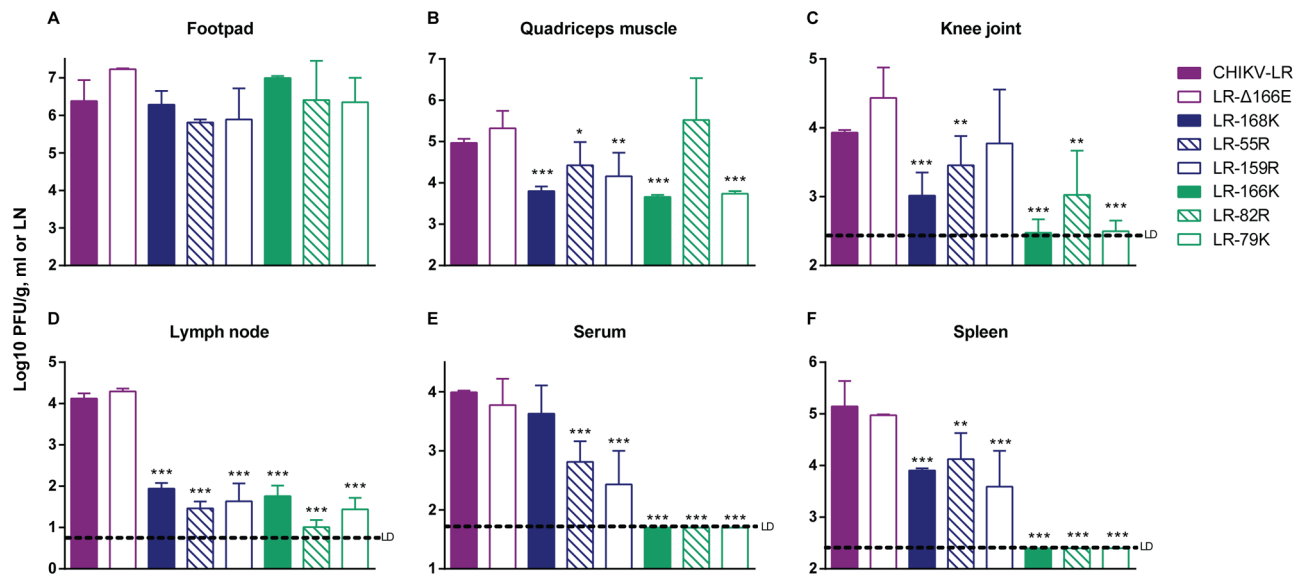 A
Footpad
B
Quadriceps muscle
C
Knee joint
Log10 PFU/g, ml or LN
7
6
5
4
3
2
7
6
5
4
3
2
*** * ** *** ***
5
4
3
2
*** ** *** ** ***
LD
CHIKV-LR
LR-Δ166E
LR-168K
LR-55R
LR-159R
LR-166K
LR-82R
LR-79K
D
Lymph node
E
Serum
F
Spleen
5
4
3
2
1
0
*** *** *** *** *** ***
LD
4
3
2
1
*** *** *** *** ***
LD
6
5
4
3
2
*** ** *** *** *** ***
LD